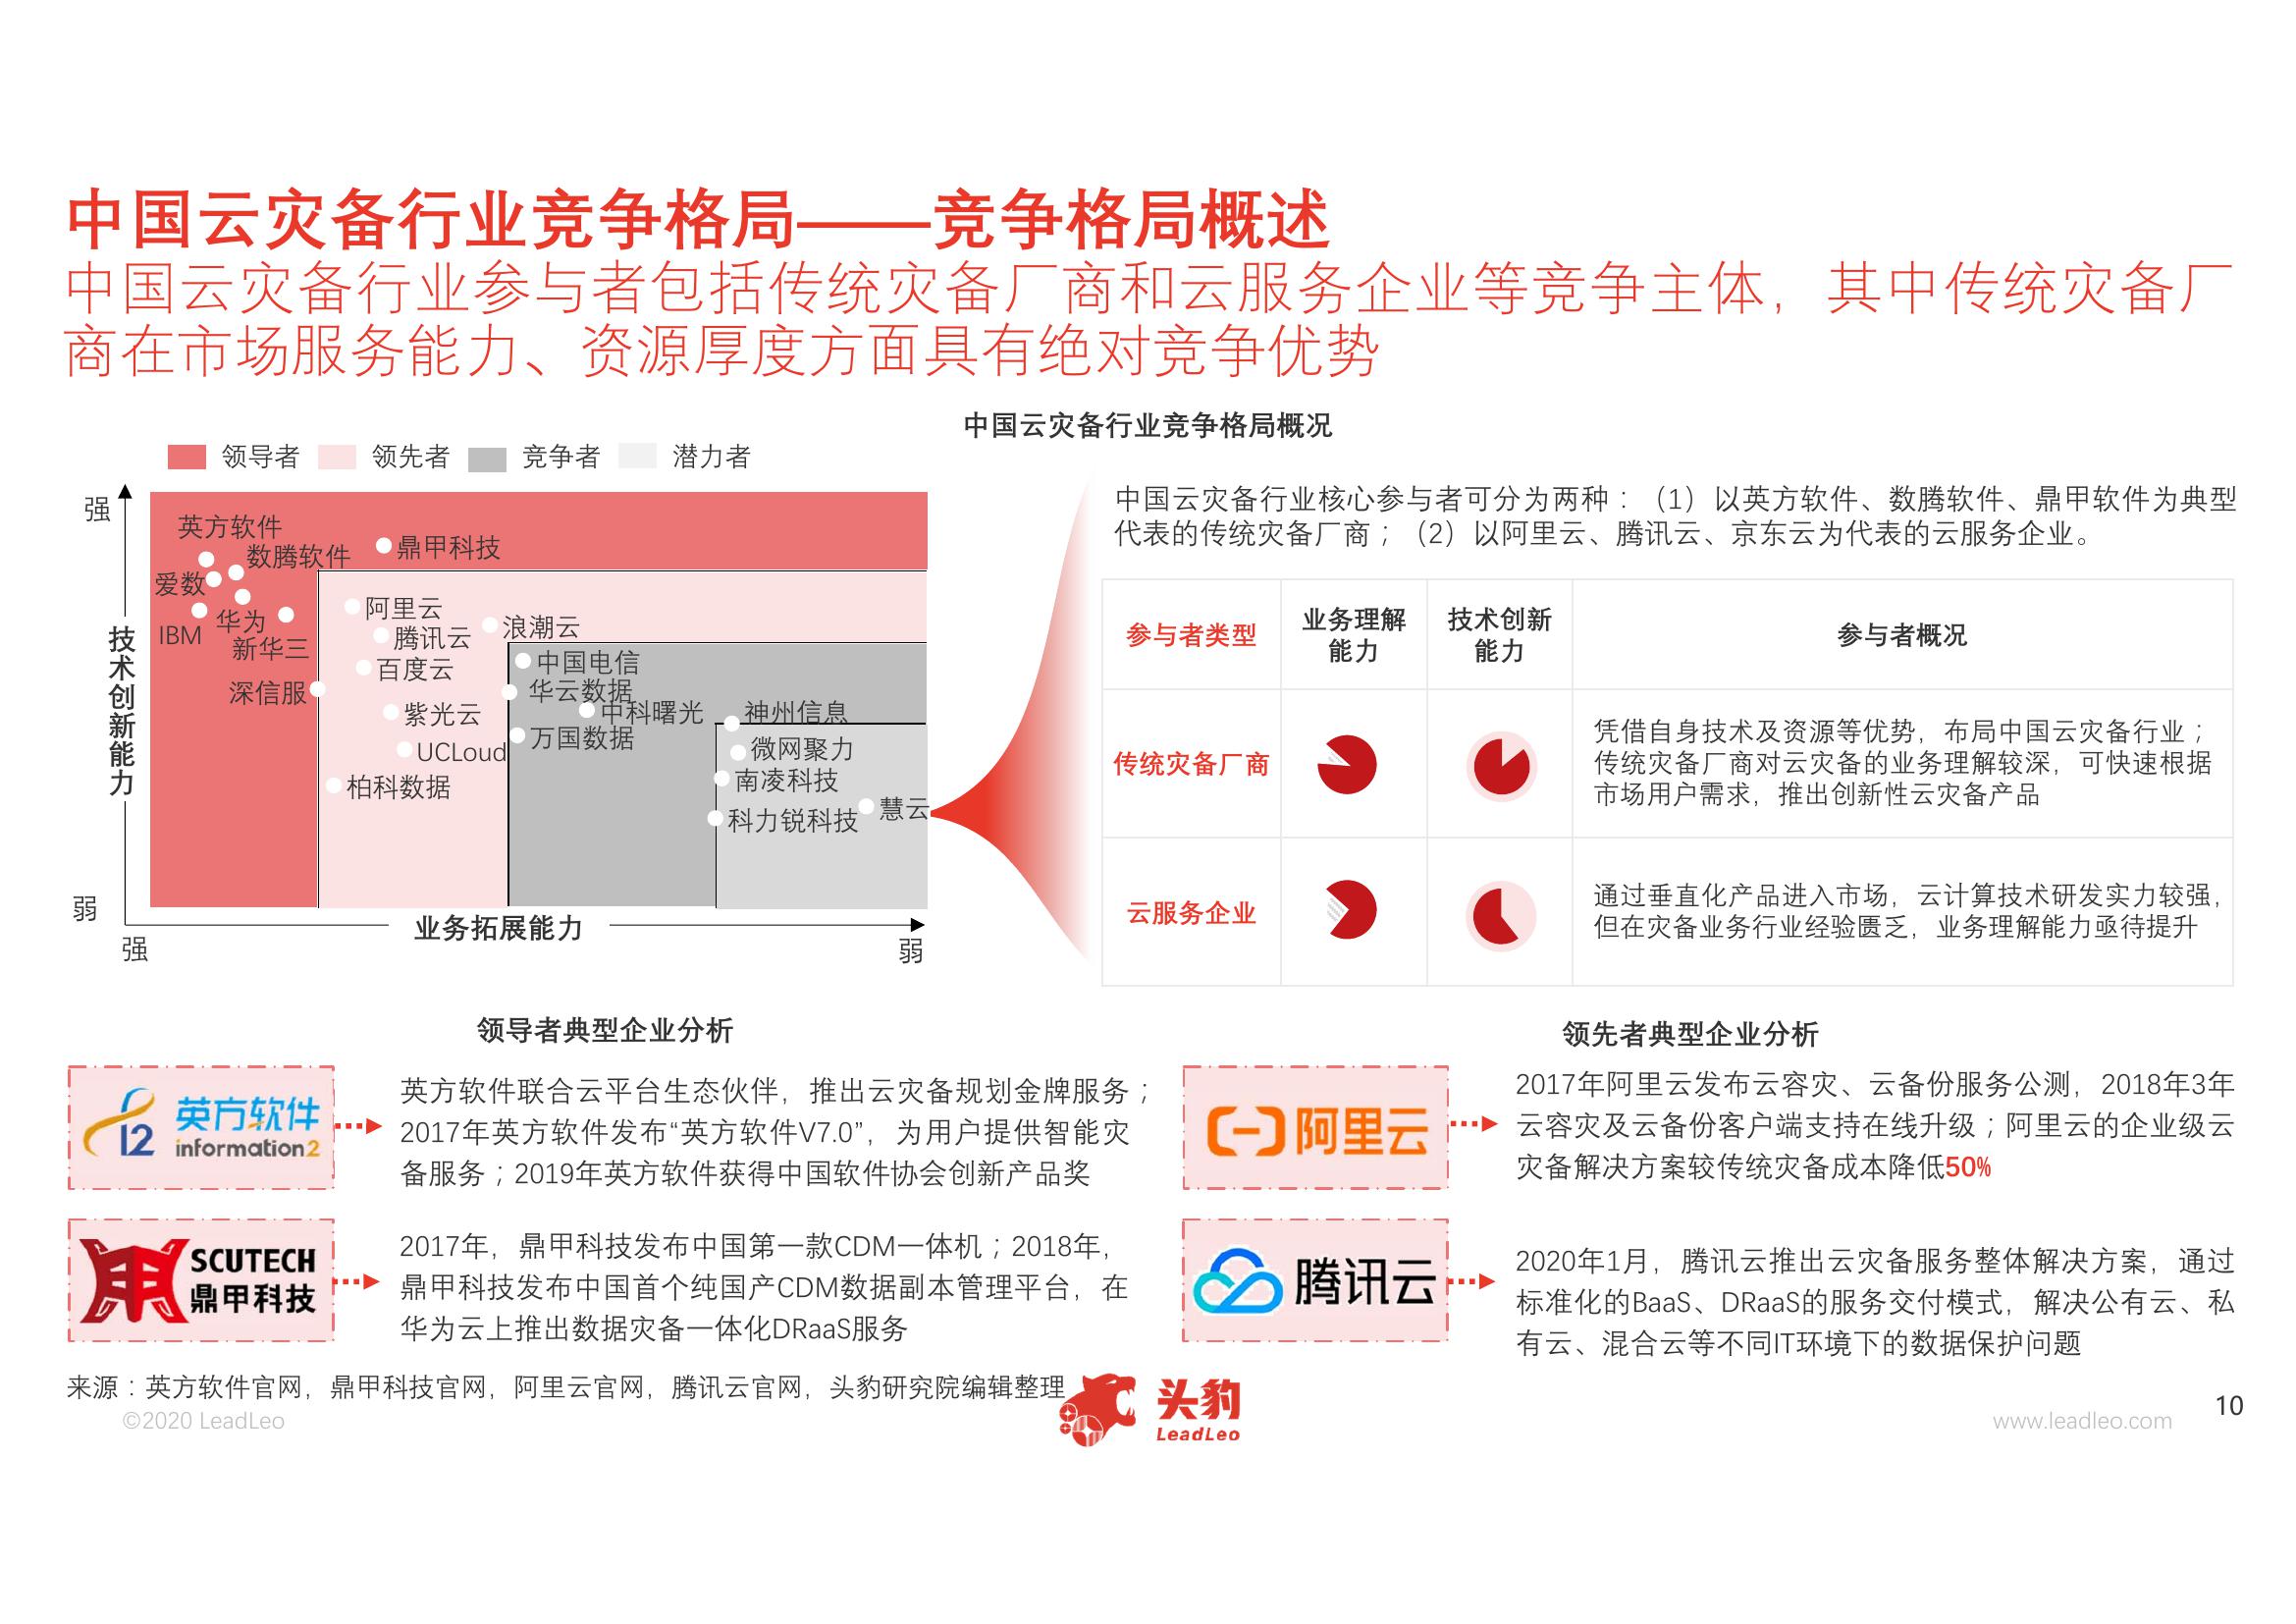 中国云灾备行业竞争格局——竞争格局概述
中国云灾备行业参与者包括传统灾备厂商和云服务企业等竞争主体，其中传统灾备厂
商在市场服务能力、资源厚度方面具有绝对竞争优势
中国云灾备行业竞争格局概况
领导者 领先者 竞争者 潜力者
强
技术创新能力
弱
强
业务拓展能力
弱
英方软件
数腾软件
鼎甲科技
爱数
华为
IBM
新华三
深信服
阿里云
腾讯云
浪潮云
百度云
紫光云
UCLoud
柏科数据
中国电信
华云数据
中科曙光
万国数据
神州信息
微网聚力
南凌科技
慧云
科力锐科技
中国云灾备行业核心参与者可分为两种：（1）以英方软件、数腾软件、鼎甲软件为典型
代表的传统灾备厂商；（2）以阿里云、腾讯云、京东云为代表的云服务企业。
参与者类型
业务理解
能力
技术创新
能力
参与者概况
传统灾备厂商
凭借自身技术及资源等优势，布局中国云灾备行业；
传统灾备厂商对云灾备的业务理解较深，可快速根据
市场用户需求，推出创新性云灾备产品
云服务企业
通过垂直化产品进入市场，云计算技术研发实力较强，
但在灾备业务行业经验匮乏，业务理解能力亟待提升
领导者典型企业分析
i2
英方软件
information2
英方软件联合云平台生态伙伴，推出云灾备规划金牌服务；
2017年英方软件发布“英方软件V7.0”，为用户提供智能灾
备服务；2019年英方软件获得中国软件协会创新产品奖
SCUTECH
鼎甲科技
2017年，鼎甲科技发布中国第一款CDM一体机；2018年，
鼎甲科技发布中国首个纯国产CDM数据副本管理平台，在
华为云上推出数据灾备一体化DRaaS服务
领先者典型企业分析
阿里云
2017年阿里云发布云容灾、云备份服务公测，2018年3年
云容灾及云备份客户端支持在线升级；阿里云的企业级云
灾备解决方案较传统灾备成本降低50%
腾讯云
2020年1月，腾讯云推出云灾备服务整体解决方案，通过
标准化的BaaS、DRaaS的服务交付模式，解决公有云、私
有云、混合云等不同IT环境下的数据保护问题
来源：英方软件官网，鼎甲科技官网，阿里云官网，腾讯云官网，头豹研究院编辑整理
©2020 LeadLeo
头豹
LeadLeo
www.leadleo.com
10